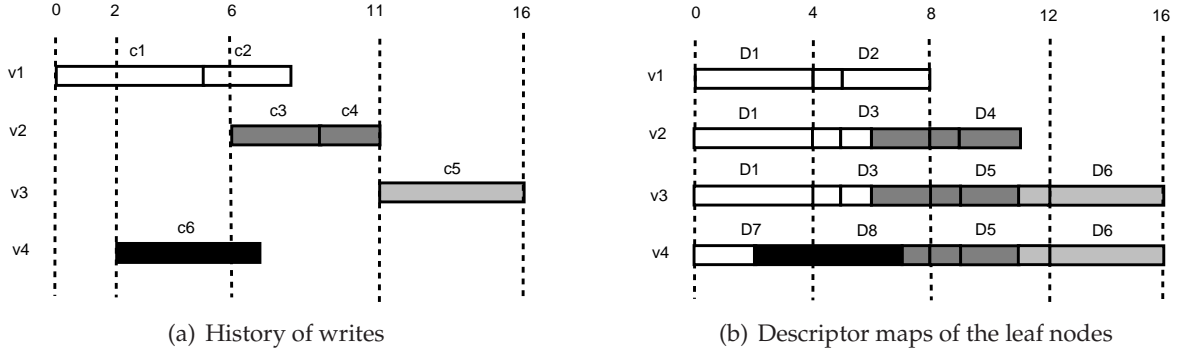 0 2 6 11 16
c1 c2
v1
c3 c4
v2
c5
v3
c6
v4
(a) History of writes
0 4 8 12 16
D1 D2
v1
D1 D3 D4
v2
D1 D3 D5 D6
v3
D7 D8 D5 D6
v4
(b) Descriptor maps of the leaf nodes